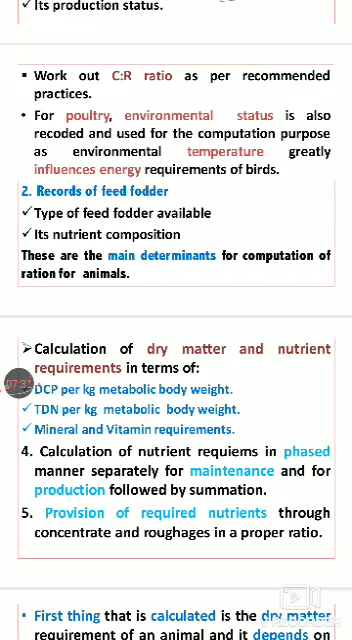 ✓Its production status.
▪ Work out C:R ratio as per recommended
practices.
• For poultry, environmental status is also
recoded and used for the computation purpose
as environmental temperature greatly
influences energy requirements of birds.
2. Records of feed fodder
✓Type of feed fodder available
✓Its nutrient composition
These are the main determinants for computation of
ration for animals.
➢Calculation of dry matter and nutrient
requirements in terms of:
07:31
✓DCP per kg metabolic body weight.
✓TDN per kg metabolic body weight.
✓Mineral and Vitamin requirements.
4. Calculation of nutrient requiems in phased
manner separately for maintenance and for
production followed by summation.
5. Provision of required nutrients through
concentrate and roughages in a proper ratio.
• First thing that is calculated is the dry matter
requirement of an animal and it depends on